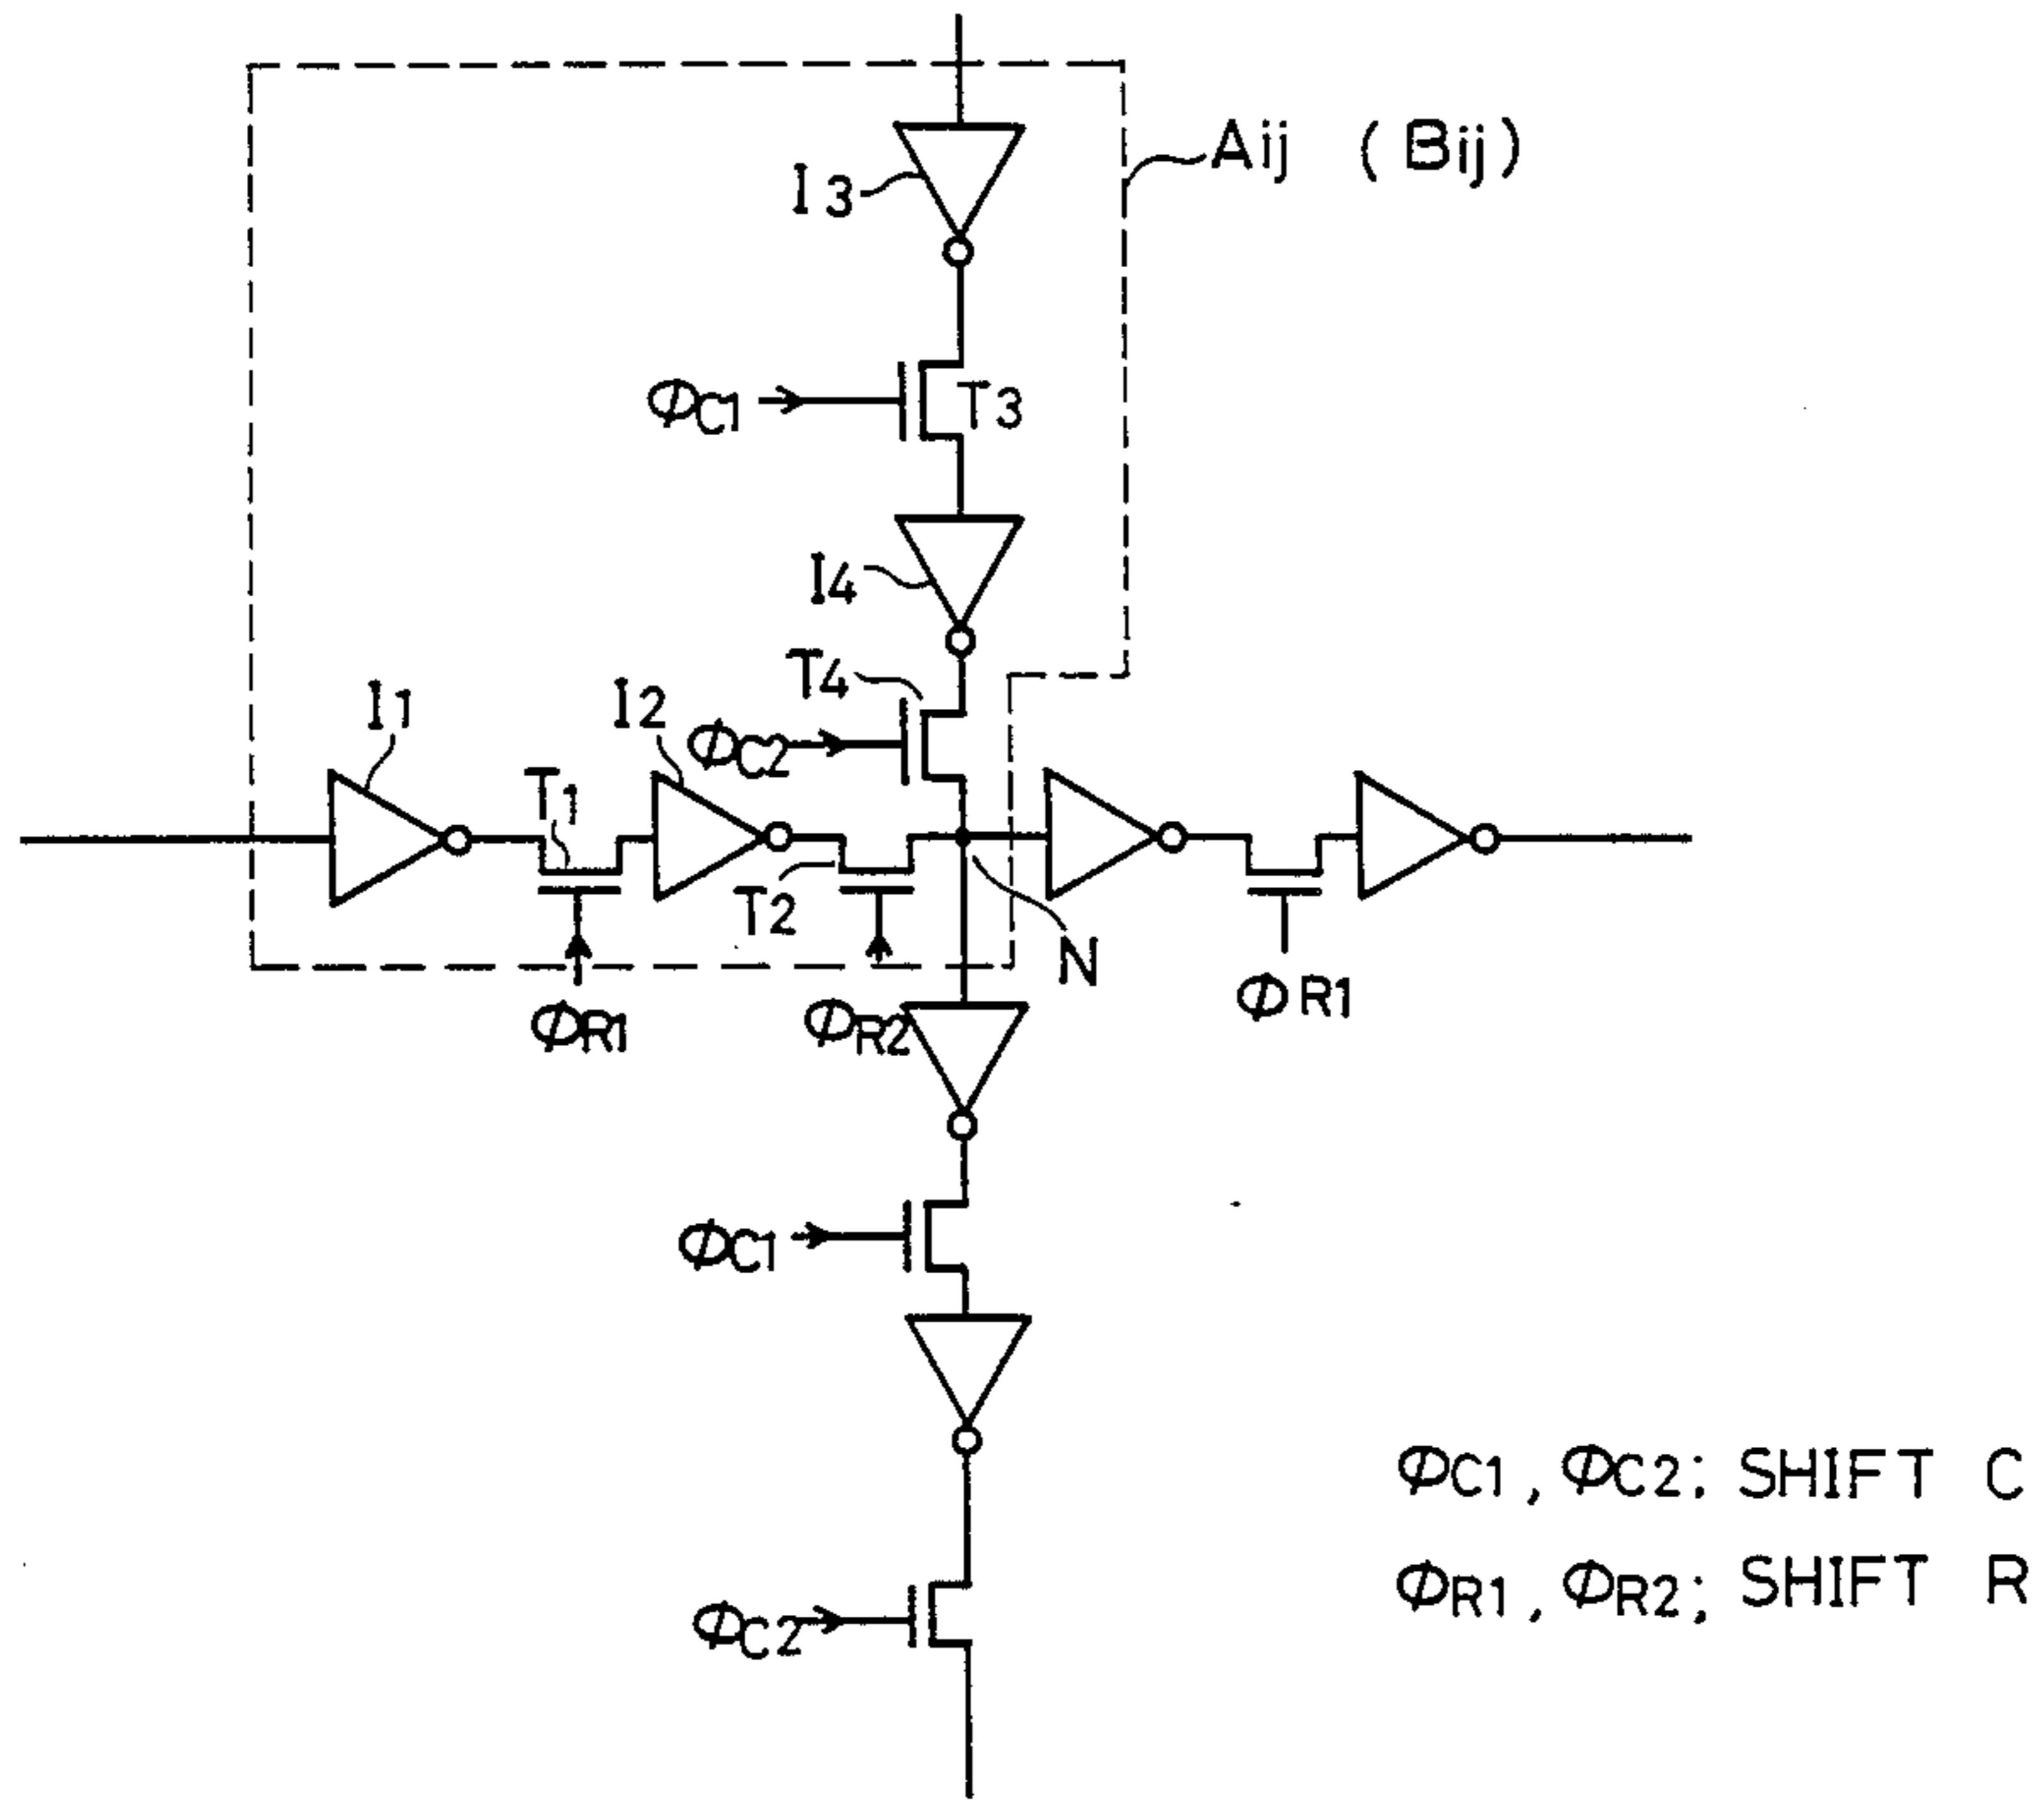 Aij (Bij)
I3
φC1
T3
I4
T4
I1
I2
φC2
T1
T2
N
φR1
φR2
φR1
φC1
φC1, φC2; SHIFT C
φR1, φR2; SHIFT R
φC2